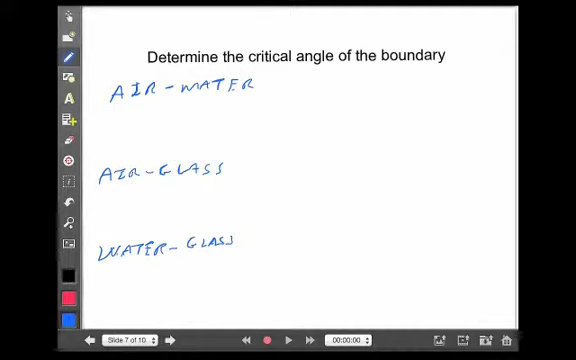 Determine the critical angle of the boundary
AIR - WATER
AIR - GLASS
WATER - GLASS
Slide 7 of 10
00:00:00